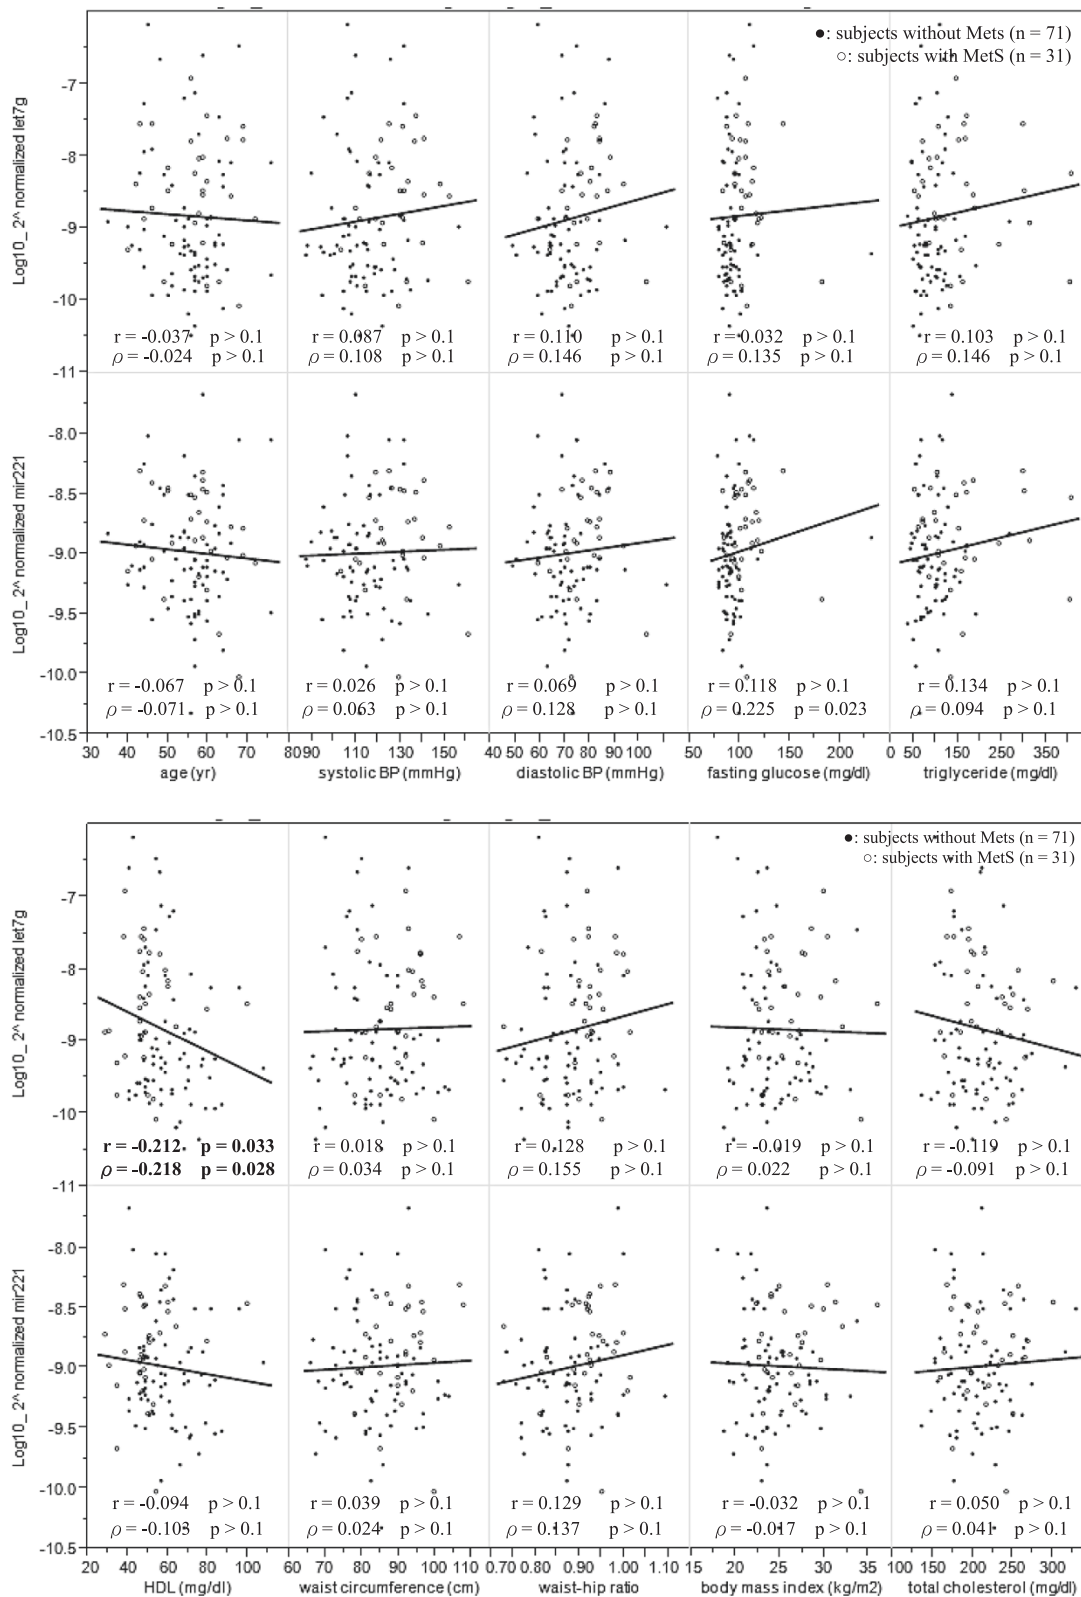 ●: subjects without Mets (n = 71)
○: subjects with MetS (n = 31)
Log10_ 2^ normalized let7g
-7
-8
-9
-10
-11
r = -0.037 p > 0.1
ρ = -0.024 p > 0.1
r = 0.087 p > 0.1
ρ = 0.108 p > 0.1
r = 0.110 p > 0.1
ρ = 0.146 p > 0.1
r = 0.032 p > 0.1
ρ = 0.135 p > 0.1
r = 0.103 p > 0.1
ρ = 0.146 p > 0.1
Log10_ 2^ normalized mir221
-8.0
-8.5
-9.0
-9.5
-10.0
-10.5
r = -0.067 p > 0.1
ρ = -0.071 p > 0.1
r = 0.026 p > 0.1
ρ = 0.063 p > 0.1
r = 0.069 p > 0.1
ρ = 0.128 p > 0.1
r = 0.118 p > 0.1
ρ = 0.225 p = 0.023
r = 0.134 p > 0.1
ρ = 0.094 p > 0.1
30 40 50 60 70 80
90 110 130 150
40 50 60 70 80 90 100
50 100 150 200
0 50 150 250 350
age (yr)
systolic BP (mmHg)
diastolic BP (mmHg)
fasting glucose (mg/dl)
triglyceride (mg/dl)
●: subjects without Mets (n = 71)
○: subjects with MetS (n = 31)
Log10_ 2^ normalized let7g
-7
-8
-9
-10
-11
r = -0.212 p = 0.033
ρ = -0.218 p = 0.028
r = 0.018 p > 0.1
ρ = 0.034 p > 0.1
r = 0.128 p > 0.1
ρ = 0.155 p > 0.1
r = -0.019 p > 0.1
ρ = 0.022 p > 0.1
r = -0.119 p > 0.1
ρ = -0.091 p > 0.1
Log10_ 2^ normalized mir221
-8.0
-8.5
-9.0
-9.5
-10.0
-10.5
r = -0.094 p > 0.1
ρ = -0.103 p > 0.1
r = 0.039 p > 0.1
ρ = 0.024 p > 0.1
r = 0.129 p > 0.1
ρ = 0.137 p > 0.1
r = -0.032 p > 0.1
ρ = -0.017 p > 0.1
r = 0.050 p > 0.1
ρ = 0.041 p > 0.1
20 40 60 80 100
60 70 80 90 100
0.70 0.80 0.90 1.00 1.10
15 20 25 30 35
100 150 200 250 300
HDL (mg/dl)
waist circumference (cm)
waist-hip ratio
body mass index (kg/m2)
total cholesterol (mg/dl)